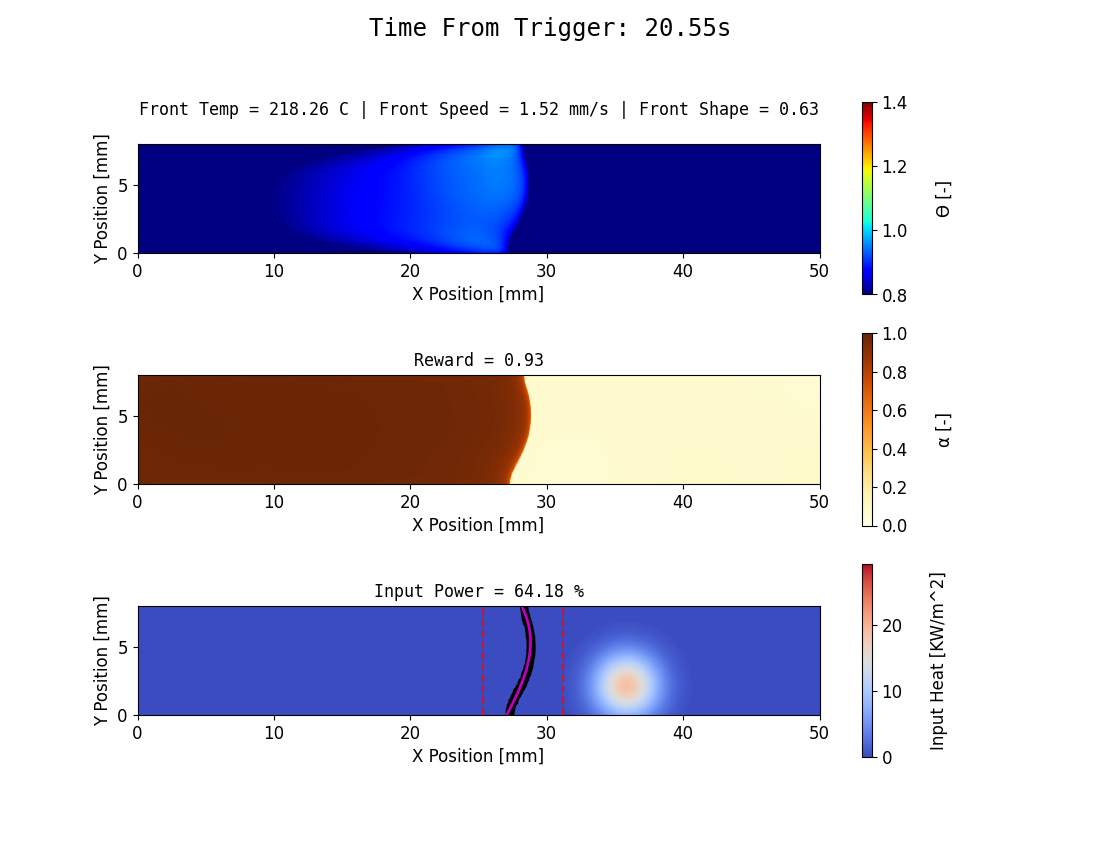 Time From Trigger: 20.55s
Front Temp = 218.26 C | Front Speed = 1.52 mm/s | Front Shape = 0.63
Y Position [mm]
5
0
0 10 20 30 40 50
X Position [mm]
1.4
1.2
1.0
0.8
Θ [-]
Reward = 0.93
Y Position [mm]
5
0
0 10 20 30 40 50
X Position [mm]
1.0
0.8
0.6
0.4
0.2
0.0
α [-]
Input Power = 64.18 %
Y Position [mm]
5
0
0 10 20 30 40 50
X Position [mm]
20
10
0
Input Heat [KW/m^2]